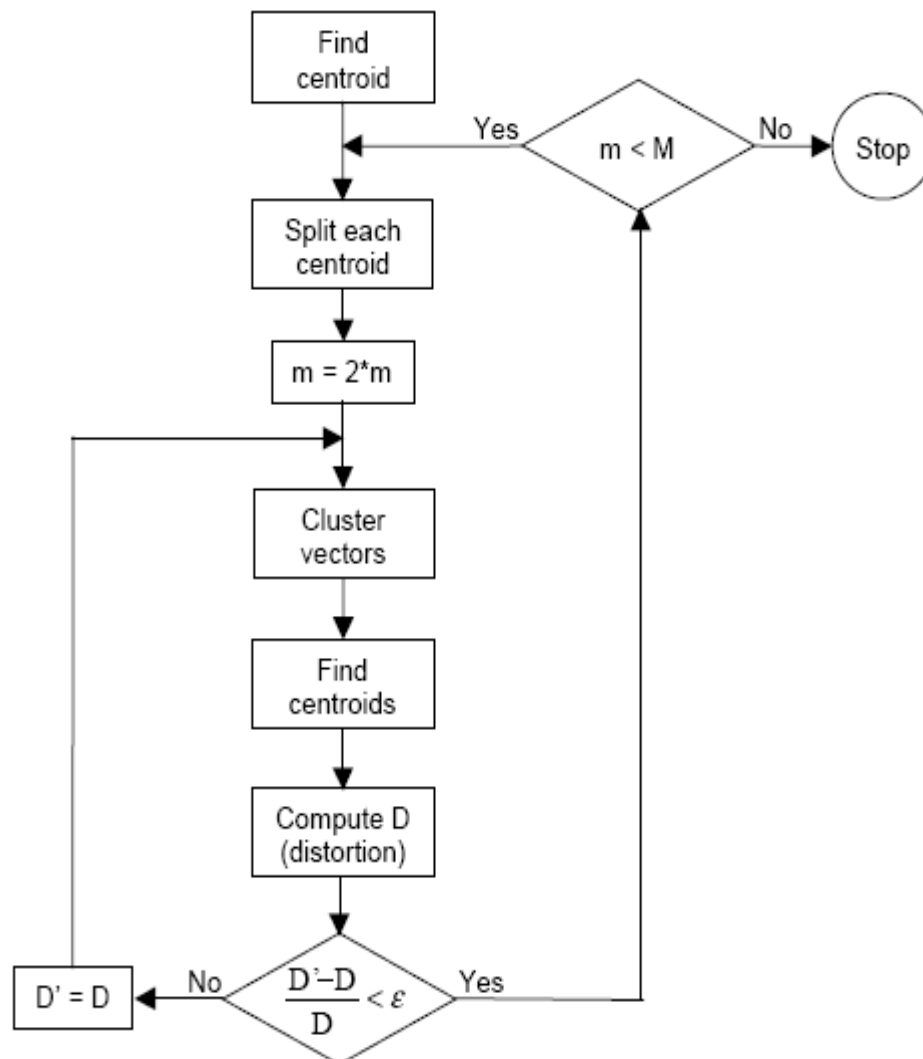 Find
centroid
Yes
m < M
No
Stop
Split each
centroid
m = 2*m
Cluster
vectors
Find
centroids
Compute D
(distortion)
D' = D
No
D'–D
D
< ε
Yes